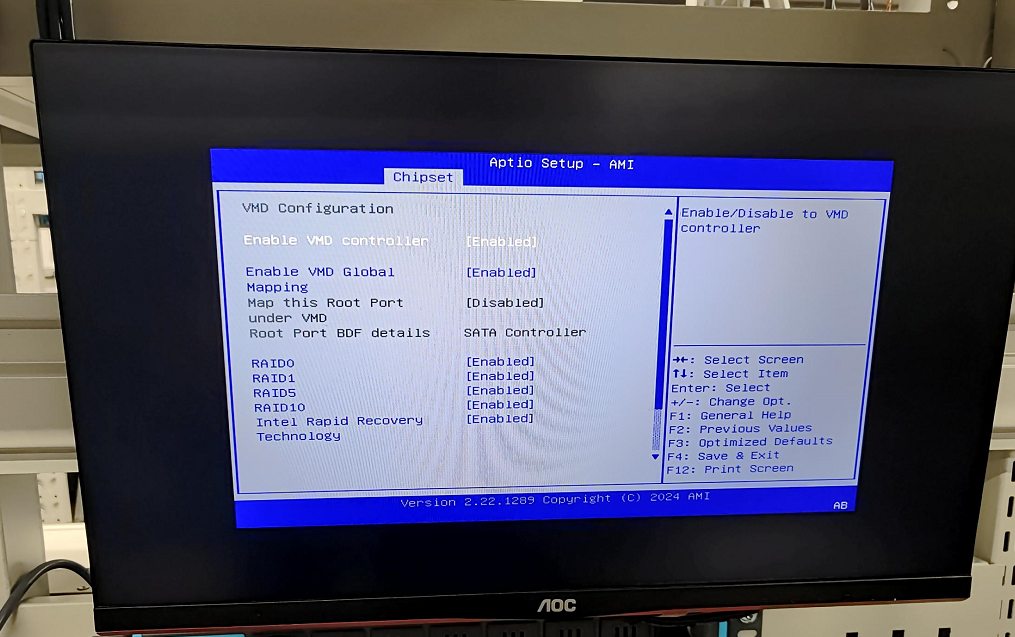 Aptio Setup - AMI
Chipset
VMD Configuration
Enable VMD controller [Enabled]
Enable VMD Global [Enabled]
Mapping
Map this Root Port [Disabled]
under VMD
Root Port BDF details SATA Controller
RAID0 [Enabled]
RAID1 [Enabled]
RAID5 [Enabled]
RAID10 [Enabled]
Intel Rapid Recovery [Enabled]
Technology
Enable/Disable to VMD
controller
→←: Select Screen
↑↓: Select Item
Enter: Select
+/-: Change Opt.
F1: General Help
F2: Previous Values
F3: Optimized Defaults
F4: Save & Exit
F12: Print Screen
Version 2.22.1289 Copyright (C) 2024 AMI
AB
AOC